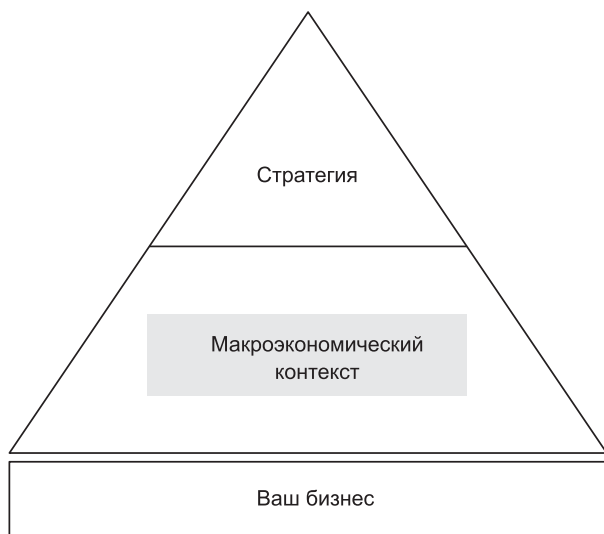 Стратегия
Макроэкономический
контекст
Ваш бизнес